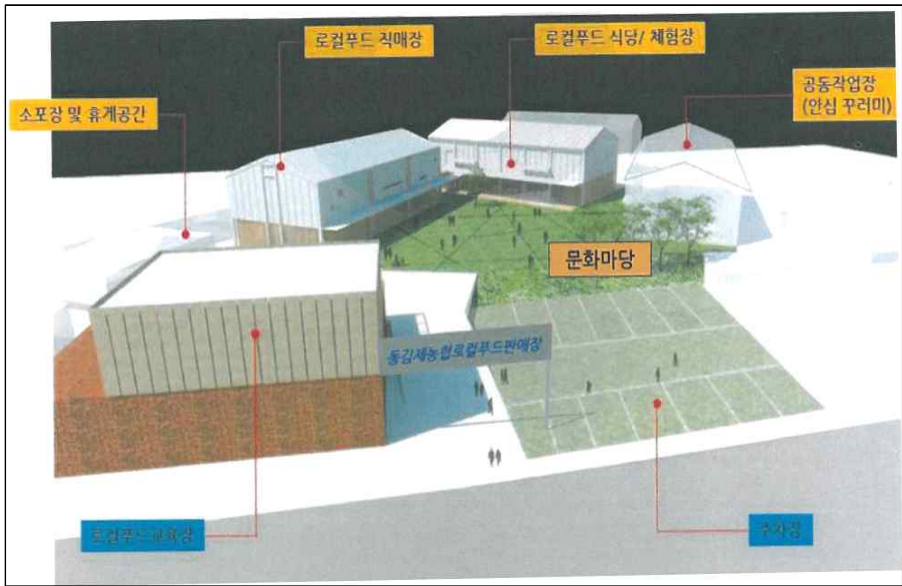 로컬푸드 직매장
로컬푸드 식당/ 체험장
공동작업장
(안심 꾸러미)
소포장 및 휴게공간
문화마당
동김제농협로컬푸드판매장
로컬푸드교육장
주차장